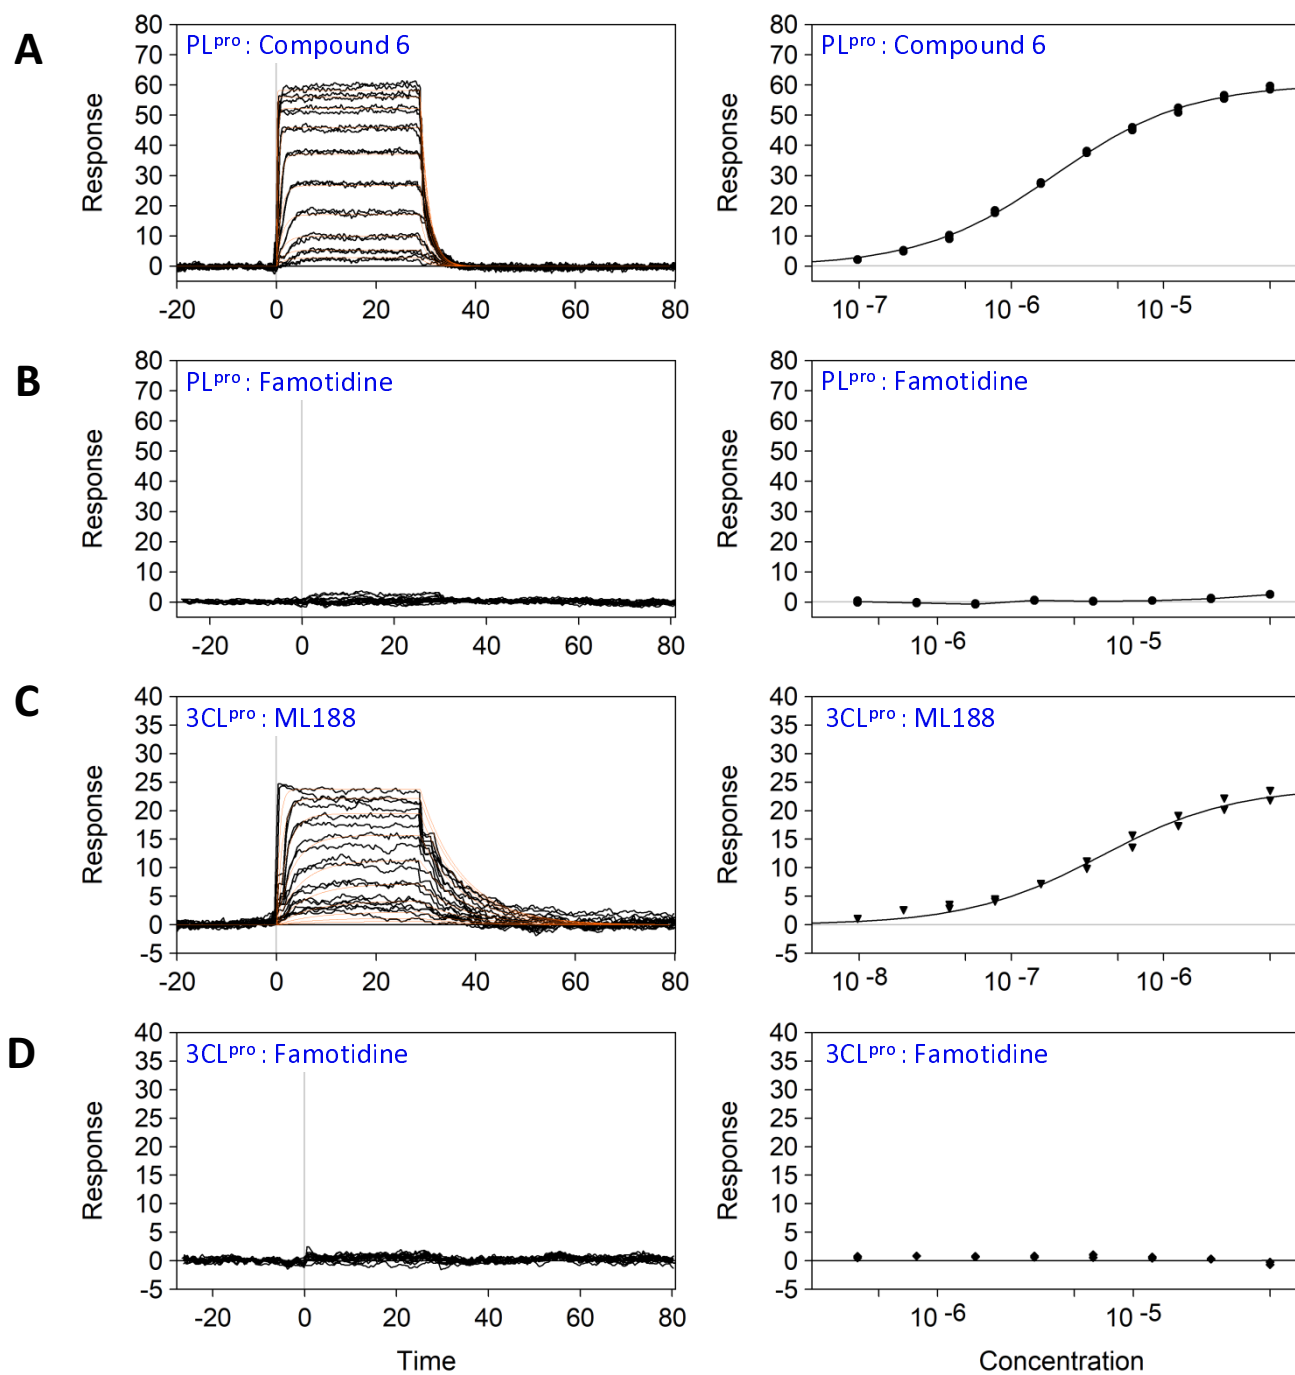 A
PLᵖʳᵒ : Compound 6
Response
80
70
60
50
40
30
20
10
0
-20 0 20 40 60 80
PLᵖʳᵒ : Compound 6
Response
80
70
60
50
40
30
20
10
0
10⁻⁷ 10⁻⁶ 10⁻⁵
B
PLᵖʳᵒ : Famotidine
Response
80
70
60
50
40
30
20
10
0
-20 0 20 40 60 80
PLᵖʳᵒ : Famotidine
Response
80
70
60
50
40
30
20
10
0
10⁻⁶ 10⁻⁵
C
3CLᵖʳᵒ : ML188
Response
40
35
30
25
20
15
10
5
0
-5
-20 0 20 40 60 80
3CLᵖʳᵒ : ML188
Response
40
35
30
25
20
15
10
5
0
-5
10⁻⁸ 10⁻⁷ 10⁻⁶
D
3CLᵖʳᵒ : Famotidine
Response
40
35
30
25
20
15
10
5
0
-5
-20 0 20 40 60 80
Time
3CLᵖʳᵒ : Famotidine
Response
40
35
30
25
20
15
10
5
0
-5
10⁻⁶ 10⁻⁵
Concentration